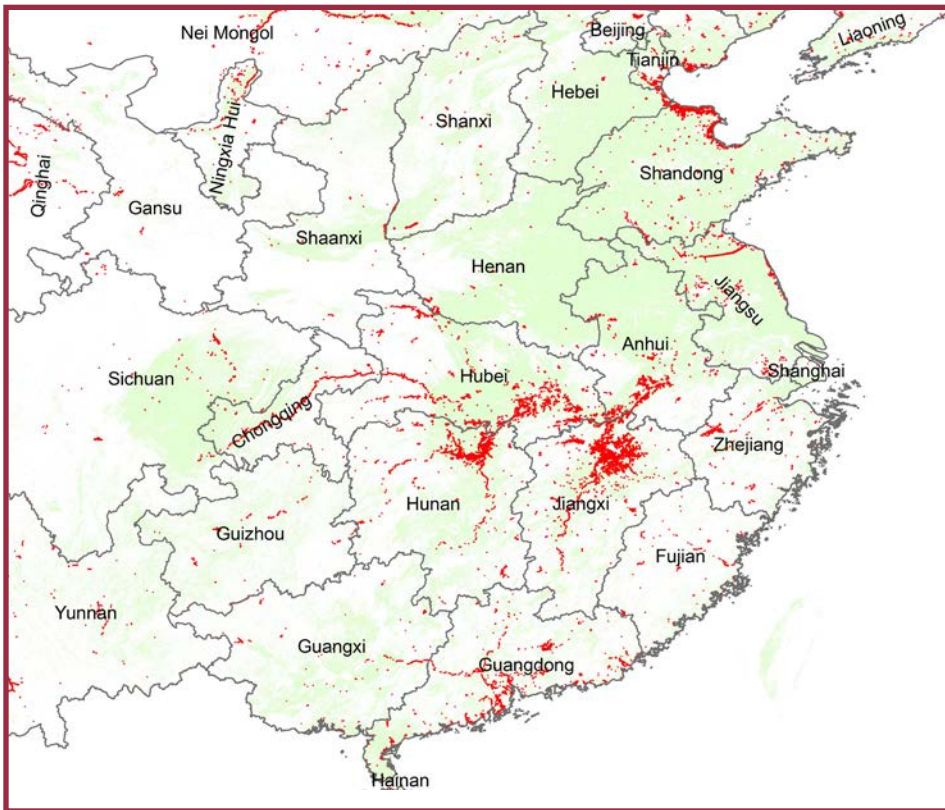 Nei Mongol
Beijing
Liaoning
Tianjin
Hebei
Shanxi
Ningxia Hui
Shandong
Qinghai
Gansu
Shaanxi
Henan
Jiangsu
Anhui
Shanghai
Sichuan
Hubei
Chongqing
Zhejiang
Hunan
Jiangxi
Guizhou
Fujian
Yunnan
Guangxi
Guangdong
Hainan